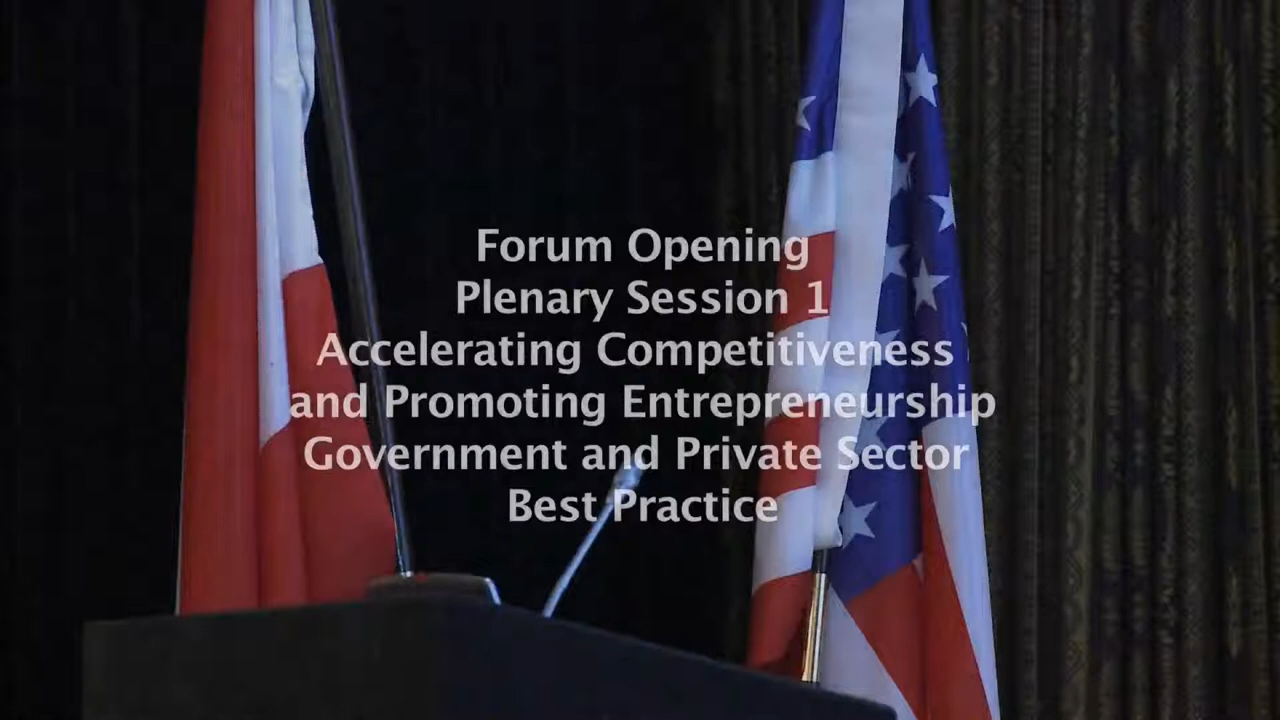 Forum Opening
Plenary Session 1
Accelerating Competitiveness
and Promoting Entrepreneurship
Government and Private Sector
Best Practice